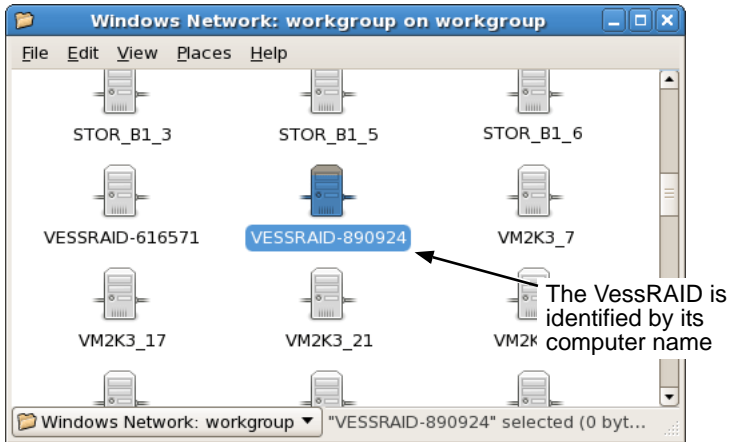 Windows Network: workgroup on workgroup
File Edit View Places Help
STOR_B1_3 STOR_B1_5 STOR_B1_6
VESSRAID-616571 VESSRAID-890924 VM2K3_7
The VessRAID is
identified by its
computer name
VM2K3_17 VM2K3_21
Windows Network: workgroup "VESSRAID-890924" selected (0 byt...